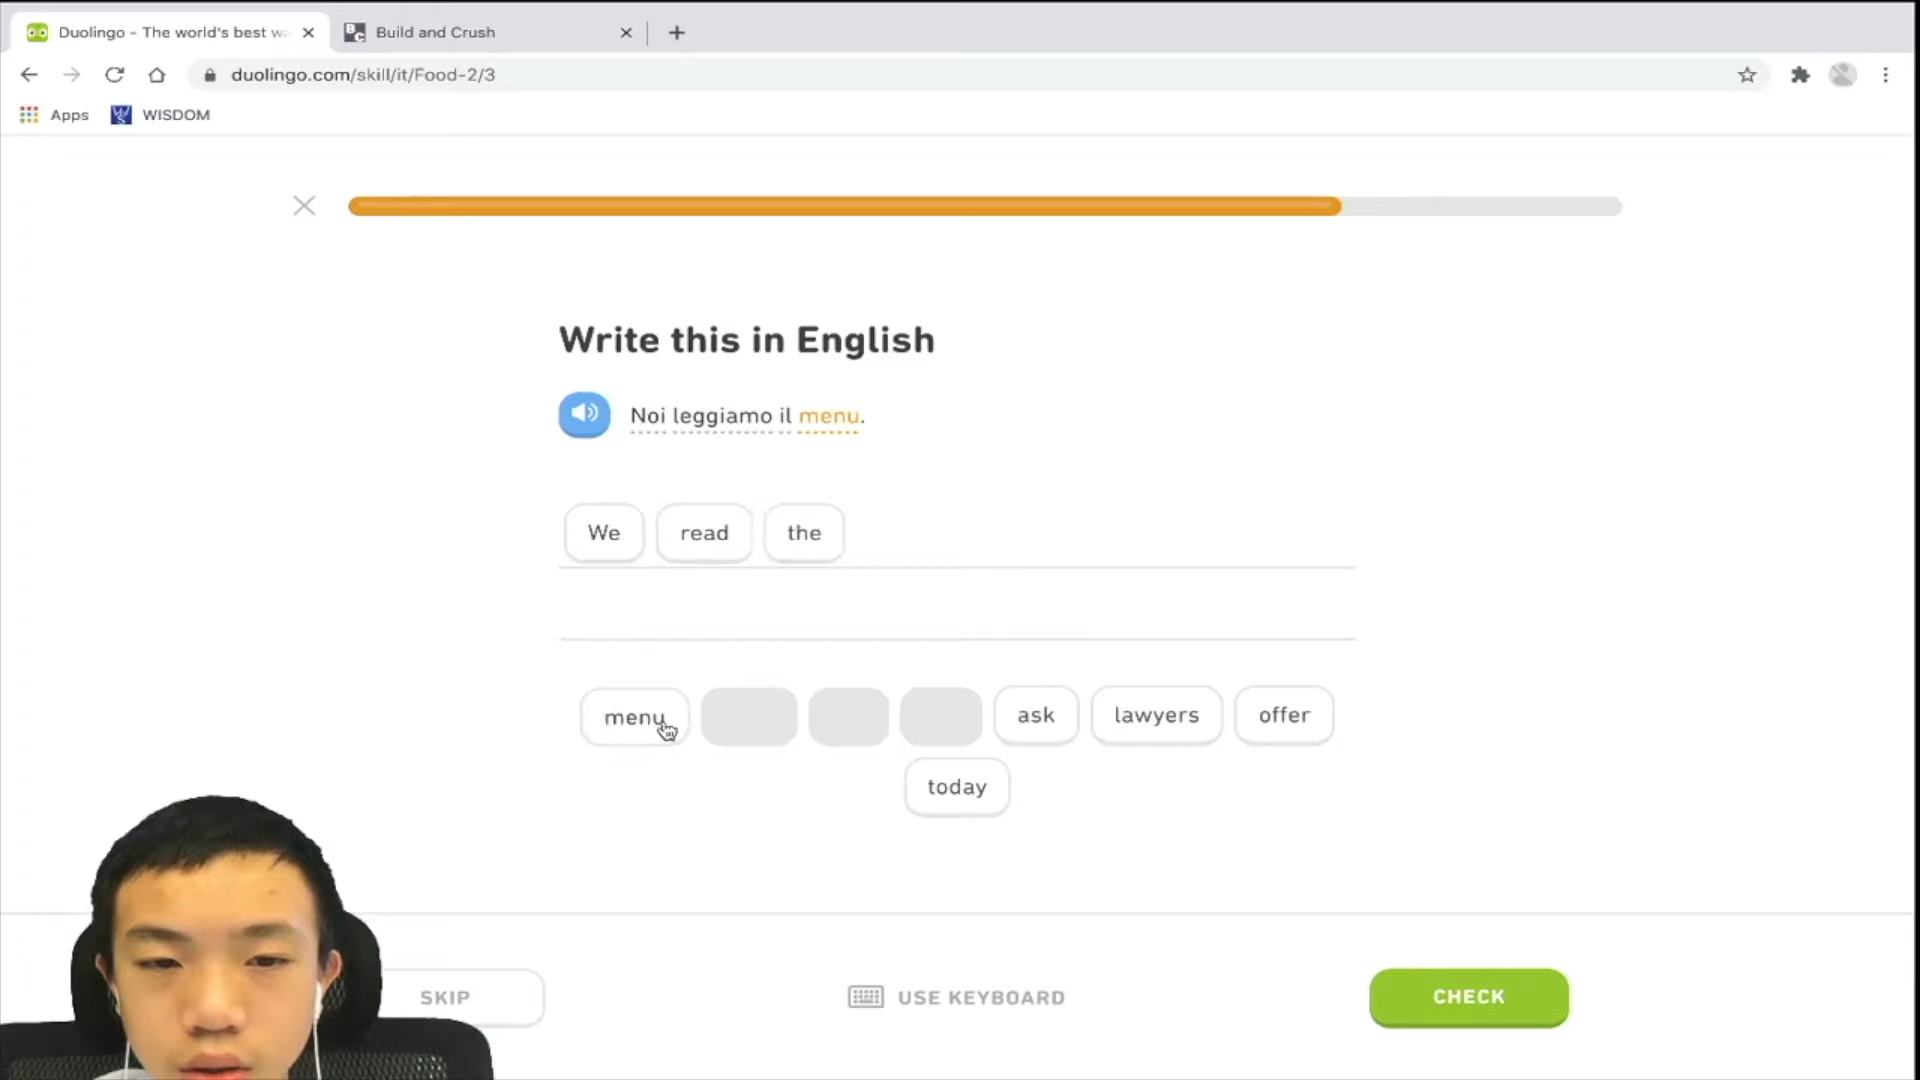 Duolingo - The world's best w
Build and Crush
duolingo.com/skill/it/Food-2/3
Apps
WISDOM
Write this in English
Noi leggiamo il menu.
We read the
menu ask lawyers offer
today
SKIP
USE KEYBOARD
CHECK